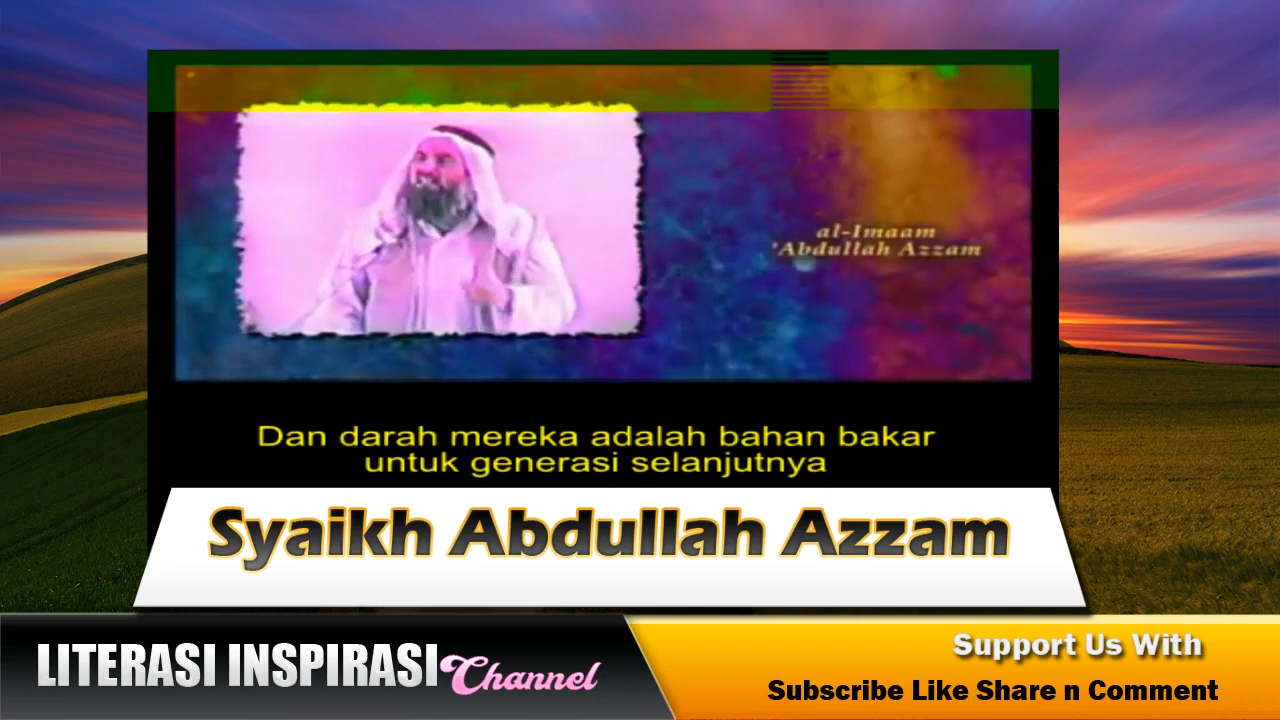 al-Imaam
'Abdullah Azzam
Dan darah mereka adalah bahan bakar
untuk generasi selanjutnya
Syaikh Abdullah Azzam
LITERASI INSPIRASI Channel
Support Us With
Subscribe Like Share n Comment